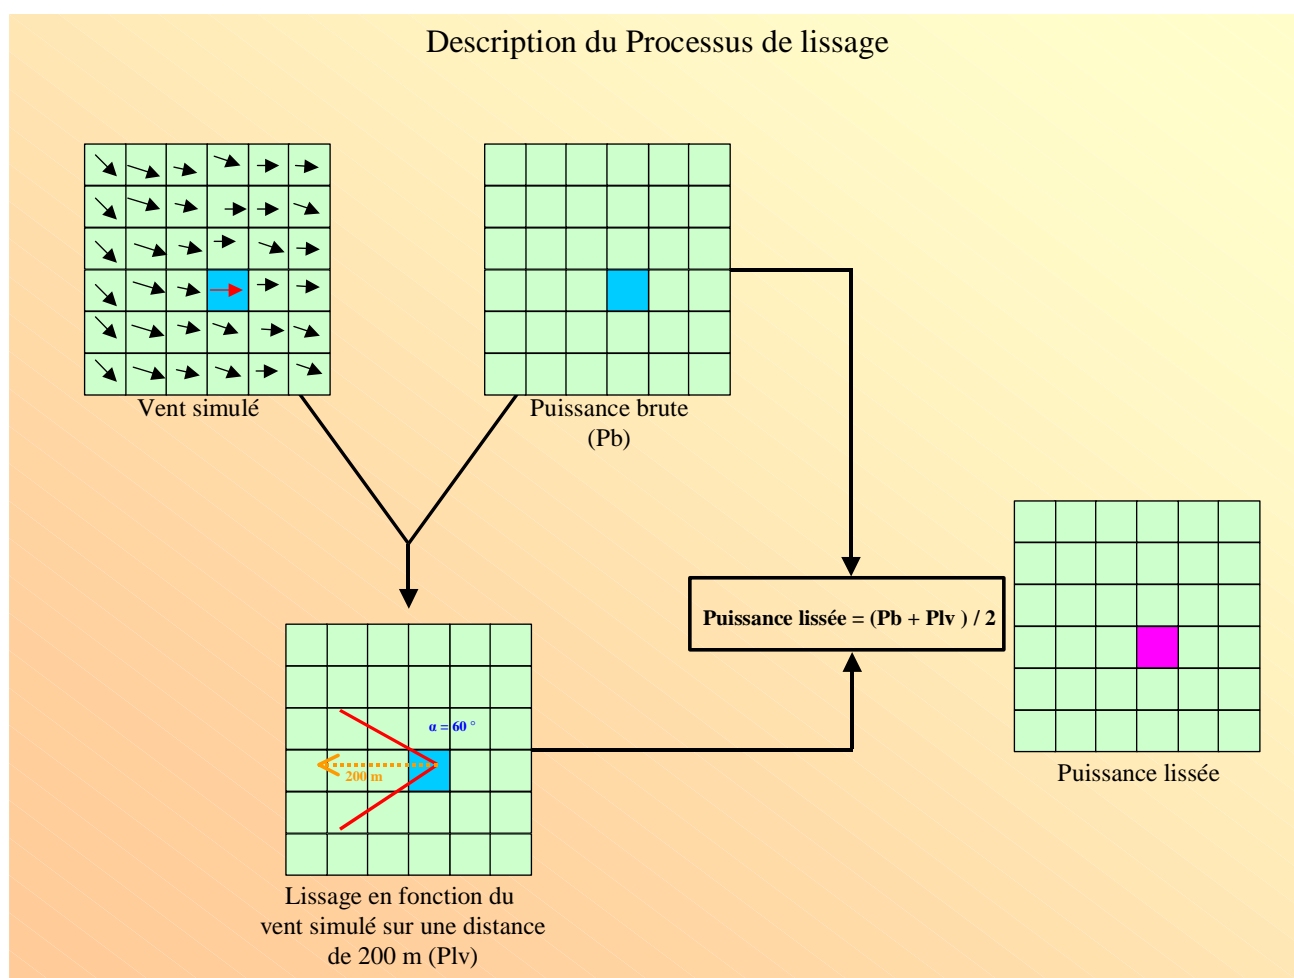 Description du Processus de lissage
Vent simulé
Puissance brute
(Pb)
Puissance lissée = (Pb + Plv ) / 2
α = 60 °
200 m
Puissance lissée
Lissage en fonction du
vent simulé sur une distance
de 200 m (Plv)